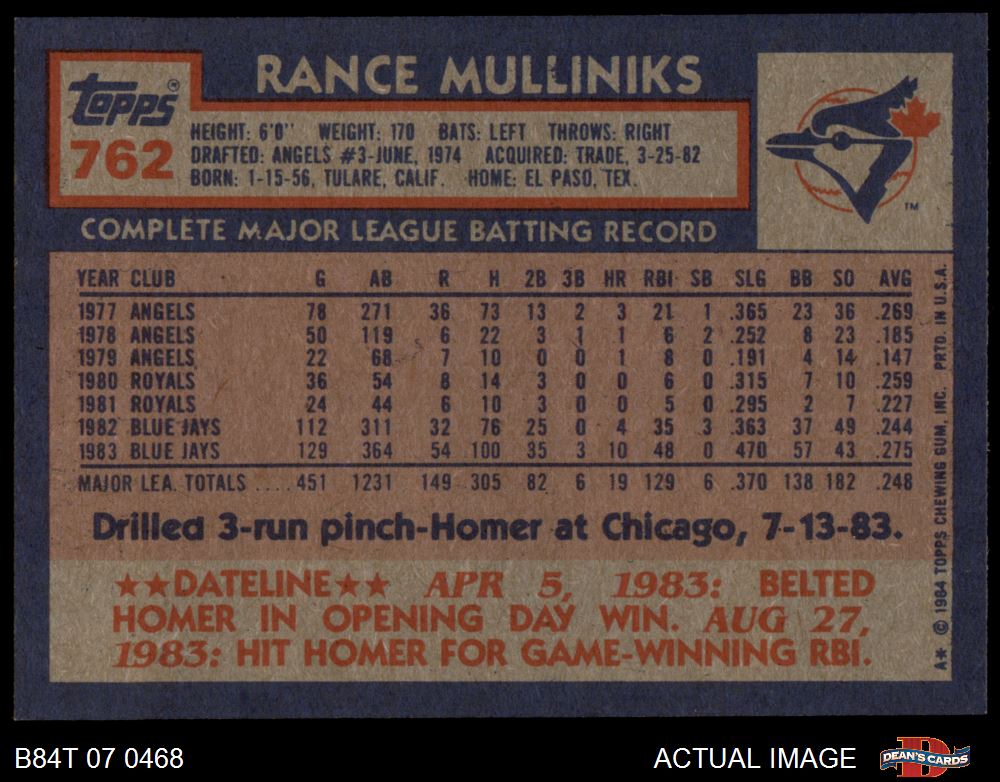 RANCE MULLINIKS
topps®
762
HEIGHT: 6'0" WEIGHT: 170 BATS: LEFT THROWS: RIGHT
DRAFTED: ANGELS #3-JUNE, 1974 ACQUIRED: TRADE, 3-25-82
BORN: 1-15-56, TULARE, CALIF. HOME: EL PASO, TEX.
TM
COMPLETE MAJOR LEAGUE BATTING RECORD
YEAR CLUB G AB R H 2B 3B HR RBI SB SLG BB SO AVG
1977 ANGELS 78 271 36 73 13 2 3 21 1 .365 23 36 .269
1978 ANGELS 50 119 6 22 3 1 1 6 2 .252 8 23 .185
1979 ANGELS 22 68 7 10 0 0 1 8 0 .191 4 14 .147
1980 ROYALS 36 54 8 14 3 0 0 6 0 .315 7 10 .259
1981 ROYALS 24 44 6 10 3 0 0 5 0 .295 2 7 .227
1982 BLUE JAYS 112 311 32 76 25 0 4 35 3 .363 37 49 .244
1983 BLUE JAYS 129 364 54 100 35 3 10 48 0 .470 57 43 .275
MAJOR LEA. TOTALS .... 451 1231 149 305 82 6 19 129 6 .370 138 182 .248
Drilled 3-run pinch-Homer at Chicago, 7-13-83.
★★DATELINE★★ APR 5, 1983: BELTED
HOMER IN OPENING DAY WIN. AUG 27,
1983: HIT HOMER FOR GAME-WINNING RBI.
A* © 1984 TOPPS CHEWING GUM, INC. PRTD. IN U.S.A.
B84T 07 0468
ACTUAL IMAGE
DEAN'S CARDS